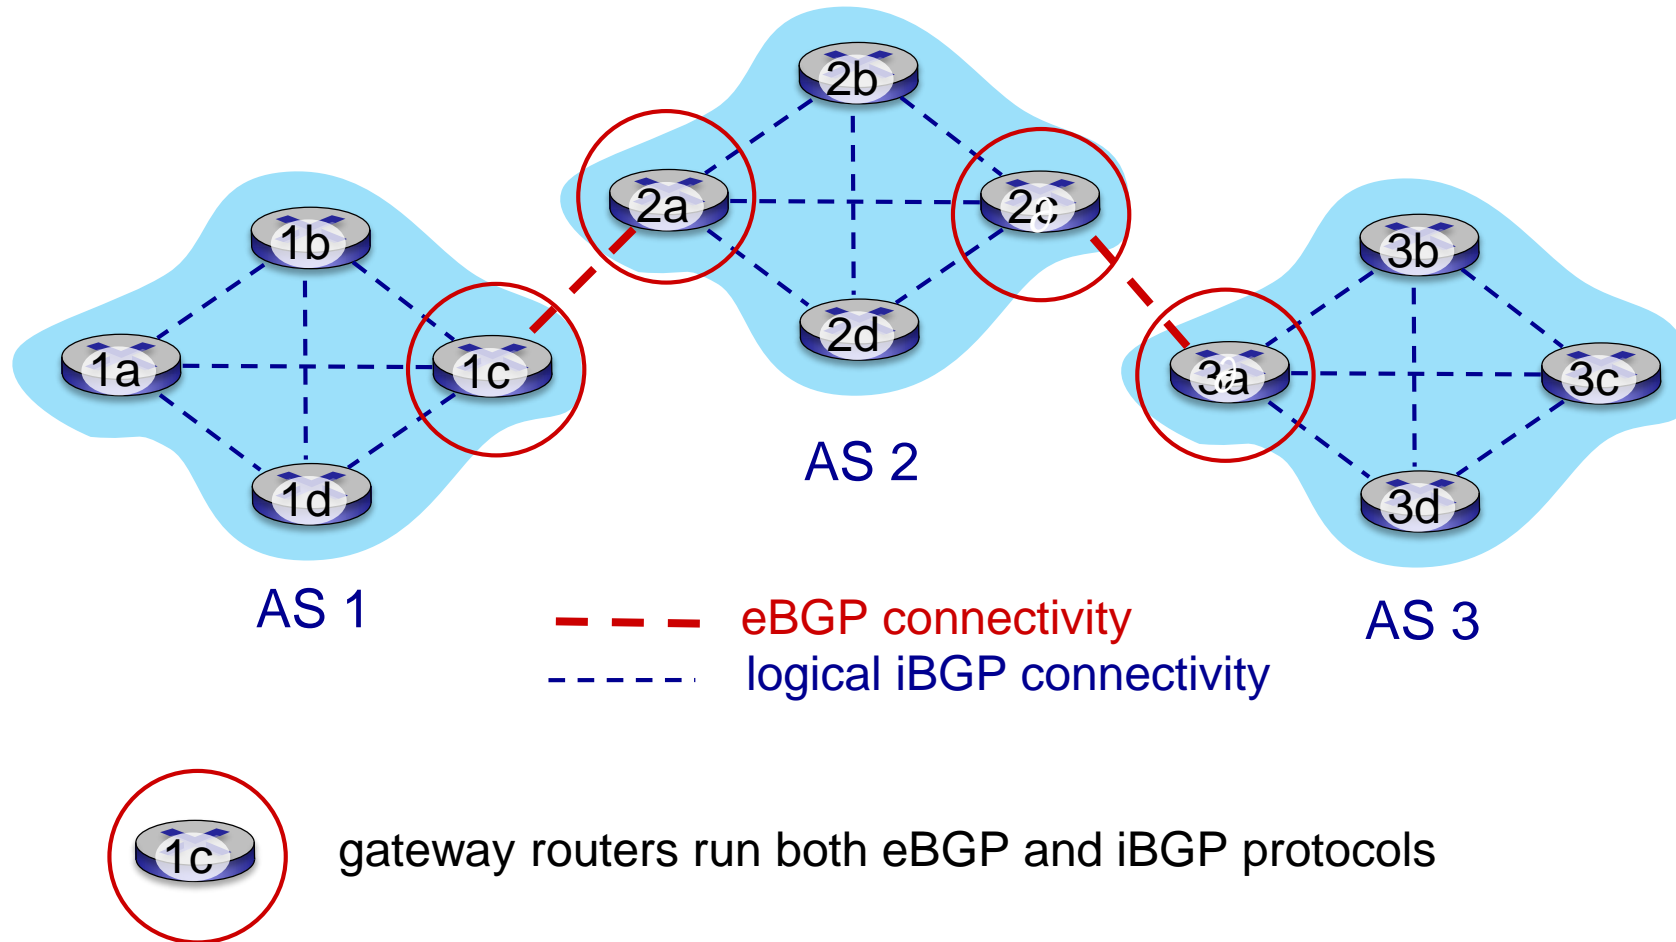 2b
2a
2c
1b
3b
2d
1a
1c
3a
3c
AS 2
1d
3d
AS 1
eBGP connectivity
AS 3
logical iBGP connectivity
1c
gateway routers run both eBGP and iBGP protocols